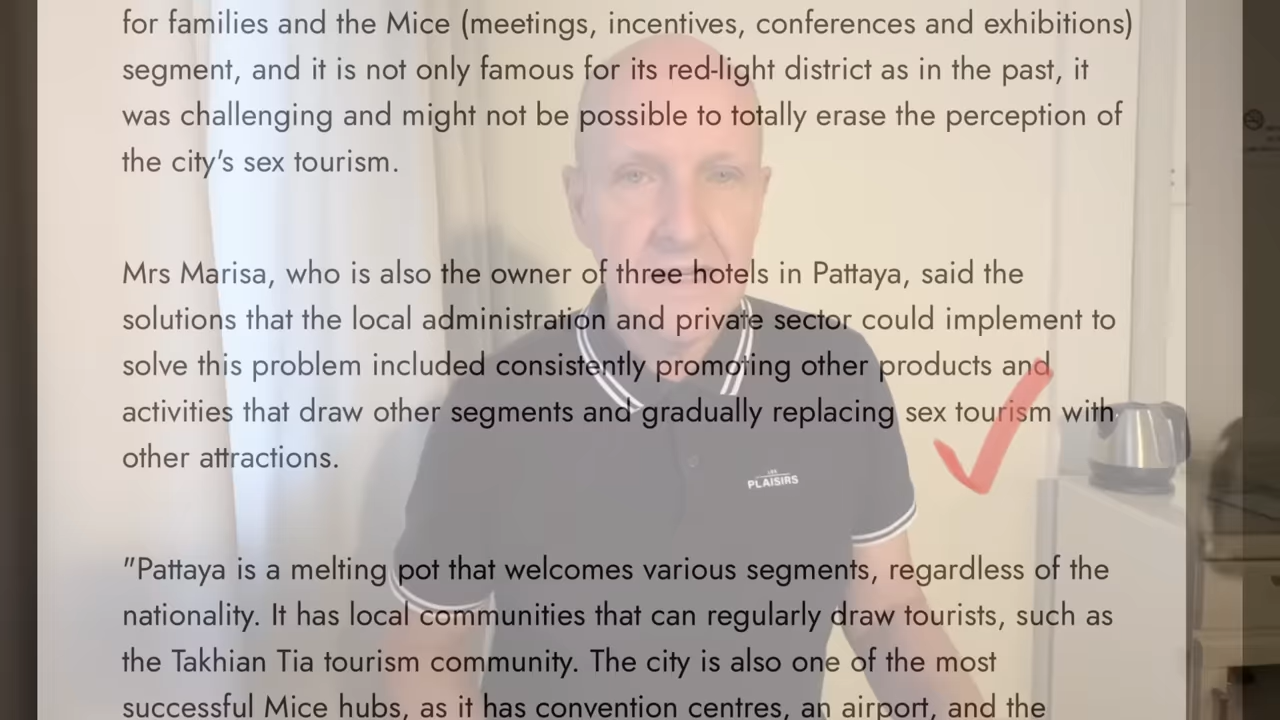 for families and the Mice (meetings, incentives, conferences and exhibitions)
segment, and it is not only famous for its red-light district as in the past, it
was challenging and might not be possible to totally erase the perception of
the city's sex tourism.
Mrs Marisa, who is also the owner of three hotels in Pattaya, said the
solutions that the local administration and private sector could implement to
solve this problem included consistently promoting other products and
activities that draw other segments and gradually replacing sex tourism with
other attractions.
PLAISIRS
"Pattaya is a melting pot that welcomes various segments, regardless of the
nationality. It has local communities that can regularly draw tourists, such as
the Takhian Tia tourism community. The city is also one of the most
successful Mice hubs, as it has convention centres, an airport, and the